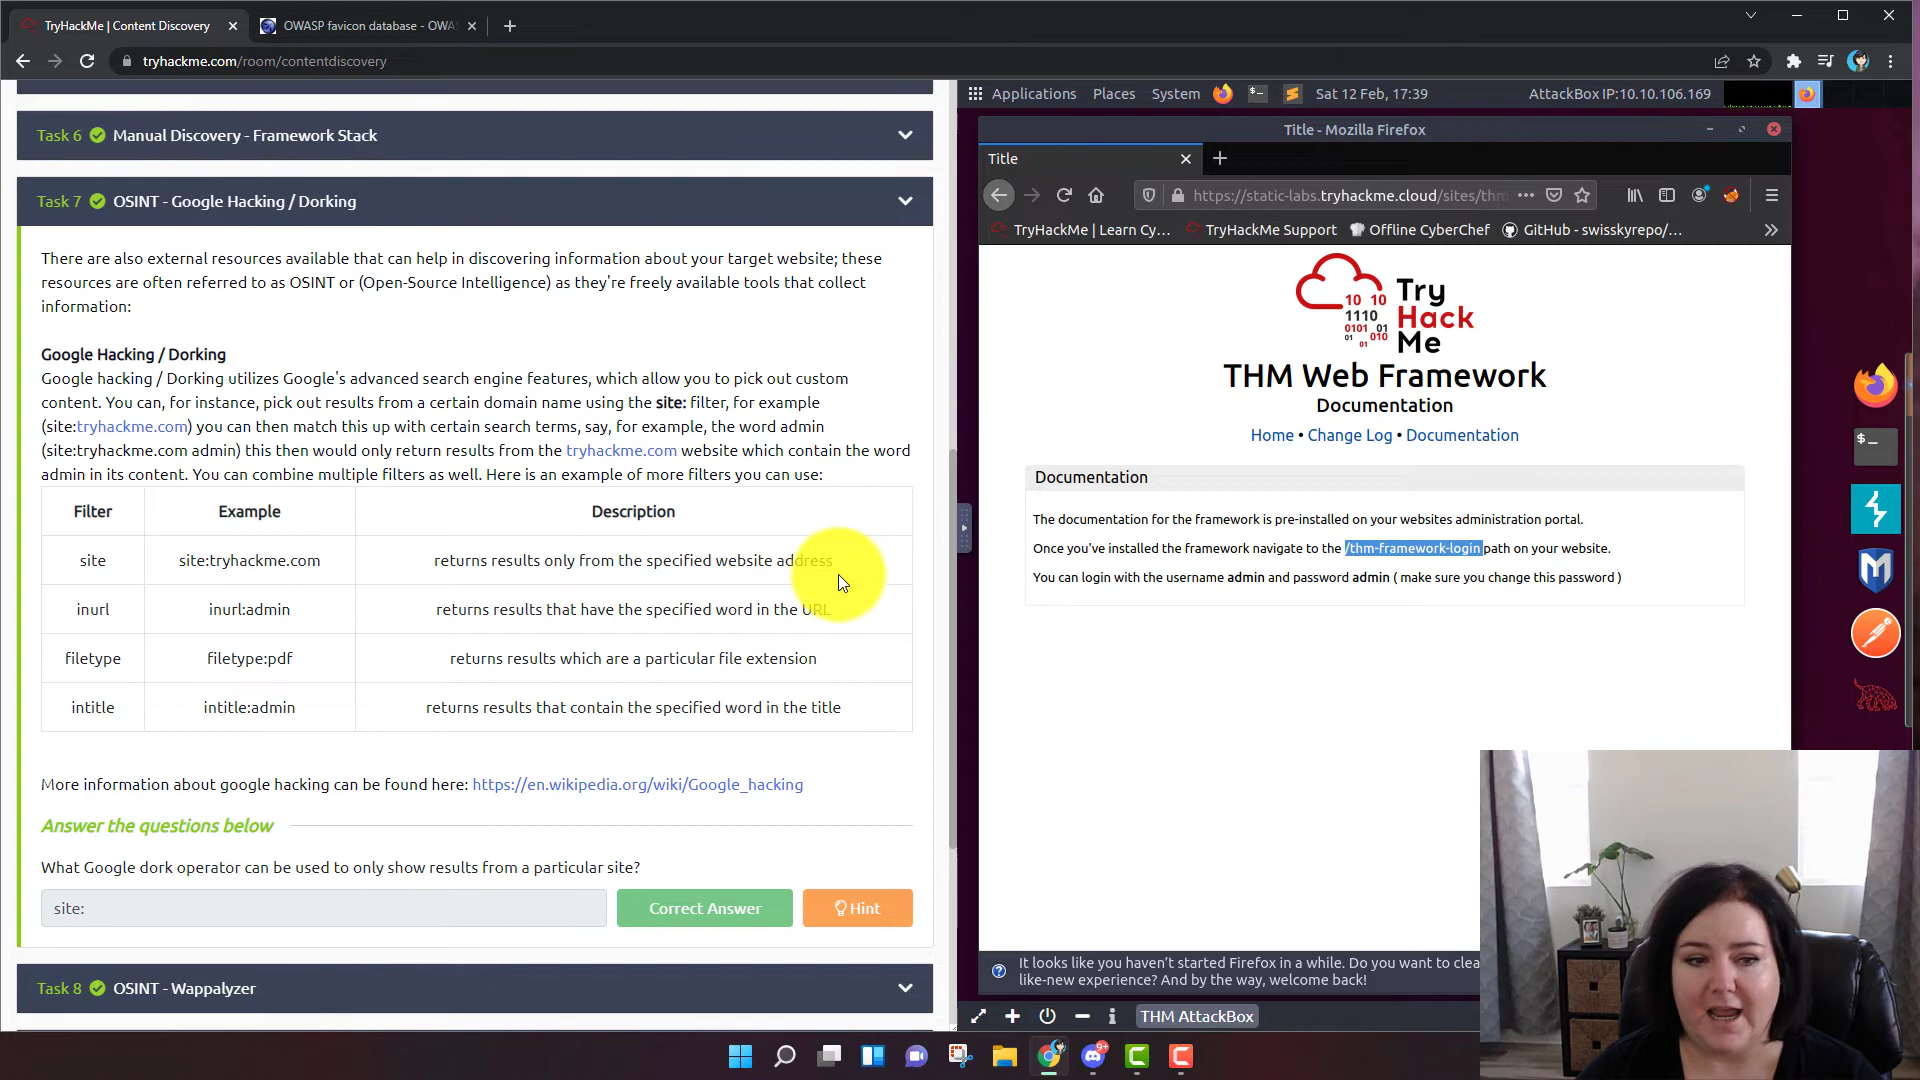 TryHackMe | Content Discovery
OWASP favicon database - OWAS
tryhackme.com/room/contentdiscovery
Task 6 Manual Discovery - Framework Stack
Task 7 OSINT - Google Hacking / Dorking
There are also external resources available that can help in discovering information about your target website; these
resources are often referred to as OSINT or (Open-Source Intelligence) as they're freely available tools that collect
information:
Google Hacking / Dorking
Google hacking / Dorking utilizes Google's advanced search engine features, which allow you to pick out custom
content. You can, for instance, pick out results from a certain domain name using the site: filter, for example
(site:tryhackme.com) you can then match this up with certain search terms, say, for example, the word admin
(site:tryhackme.com admin) this then would only return results from the tryhackme.com website which contain the word
admin in its content. You can combine multiple filters as well. Here is an example of more filters you can use:
Filter Example Description
site site:tryhackme.com returns results only from the specified website address
inurl inurl:admin returns results that have the specified word in the URL
filetype filetype:pdf returns results which are a particular file extension
intitle intitle:admin returns results that contain the specified word in the title
More information about google hacking can be found here: https://en.wikipedia.org/wiki/Google_hacking
Answer the questions below
What Google dork operator can be used to only show results from a particular site?
site: Correct Answer Hint
Task 8 OSINT - Wappalyzer
Applications Places System Sat 12 Feb, 17:39 AttackBox IP:10.10.106.169
Title - Mozilla Firefox
Title
https://static-labs.tryhackme.cloud/sites/thm
TryHackMe | Learn Cy… TryHackMe Support Offline CyberChef GitHub - swisskyrepo/…
10 10
1110
0101 01
01 010
01
Try
Hack
Me
THM Web Framework
Documentation
Home • Change Log • Documentation
Documentation
The documentation for the framework is pre-installed on your websites administration portal.
Once you've installed the framework navigate to the /thm-framework-login path on your website.
You can login with the username admin and password admin ( make sure you change this password )
It looks like you haven't started Firefox in a while. Do you want to clea
like-new experience? And by the way, welcome back!
THM AttackBox
9+